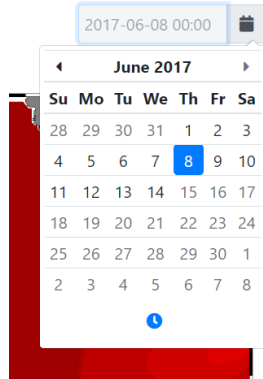 2017-06-08 00:00
June 2017
Su Mo Tu We Th Fr Sa
28 29 30 31 1 2 3
4 5 6 7 8 9 10
11 12 13 14 15 16 17
18 19 20 21 22 23 24
25 26 27 28 29 30 1
2 3 4 5 6 7 8